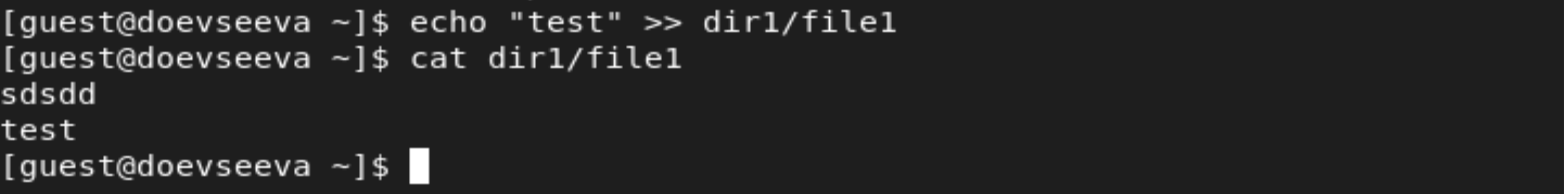 [guest@doevseeva ~]$ echo "test" >> dir1/file1
[guest@doevseeva ~]$ cat dir1/file1
sdsdd
test
[guest@doevseeva ~]$